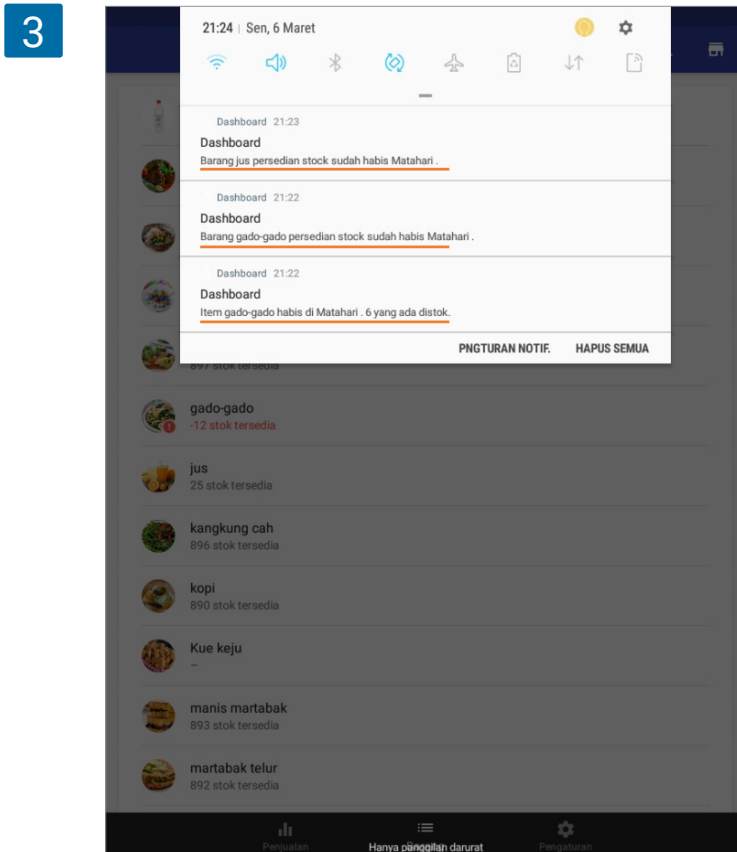 3
21:24 | Sen, 6 Maret
Dashboard 21:23
Dashboard
Barang jus persedian stock sudah habis Matahari .
Dashboard 21:22
Dashboard
Barang gado-gado persedian stock sudah habis Matahari .
Dashboard 21:22
Dashboard
Item gado-gado habis di Matahari . 6 yang ada distok.
PNGTURAN NOTIF. HAPUS SEMUA
897 stok tersedia
gado-gado
-12 stok tersedia
jus
25 stok tersedia
kangkung cah
896 stok tersedia
kopi
890 stok tersedia
Kue keju
–
manis martabak
893 stok tersedia
martabak telur
892 stok tersedia
Penjualan
Hanya panggilan darurat
Pengaturan